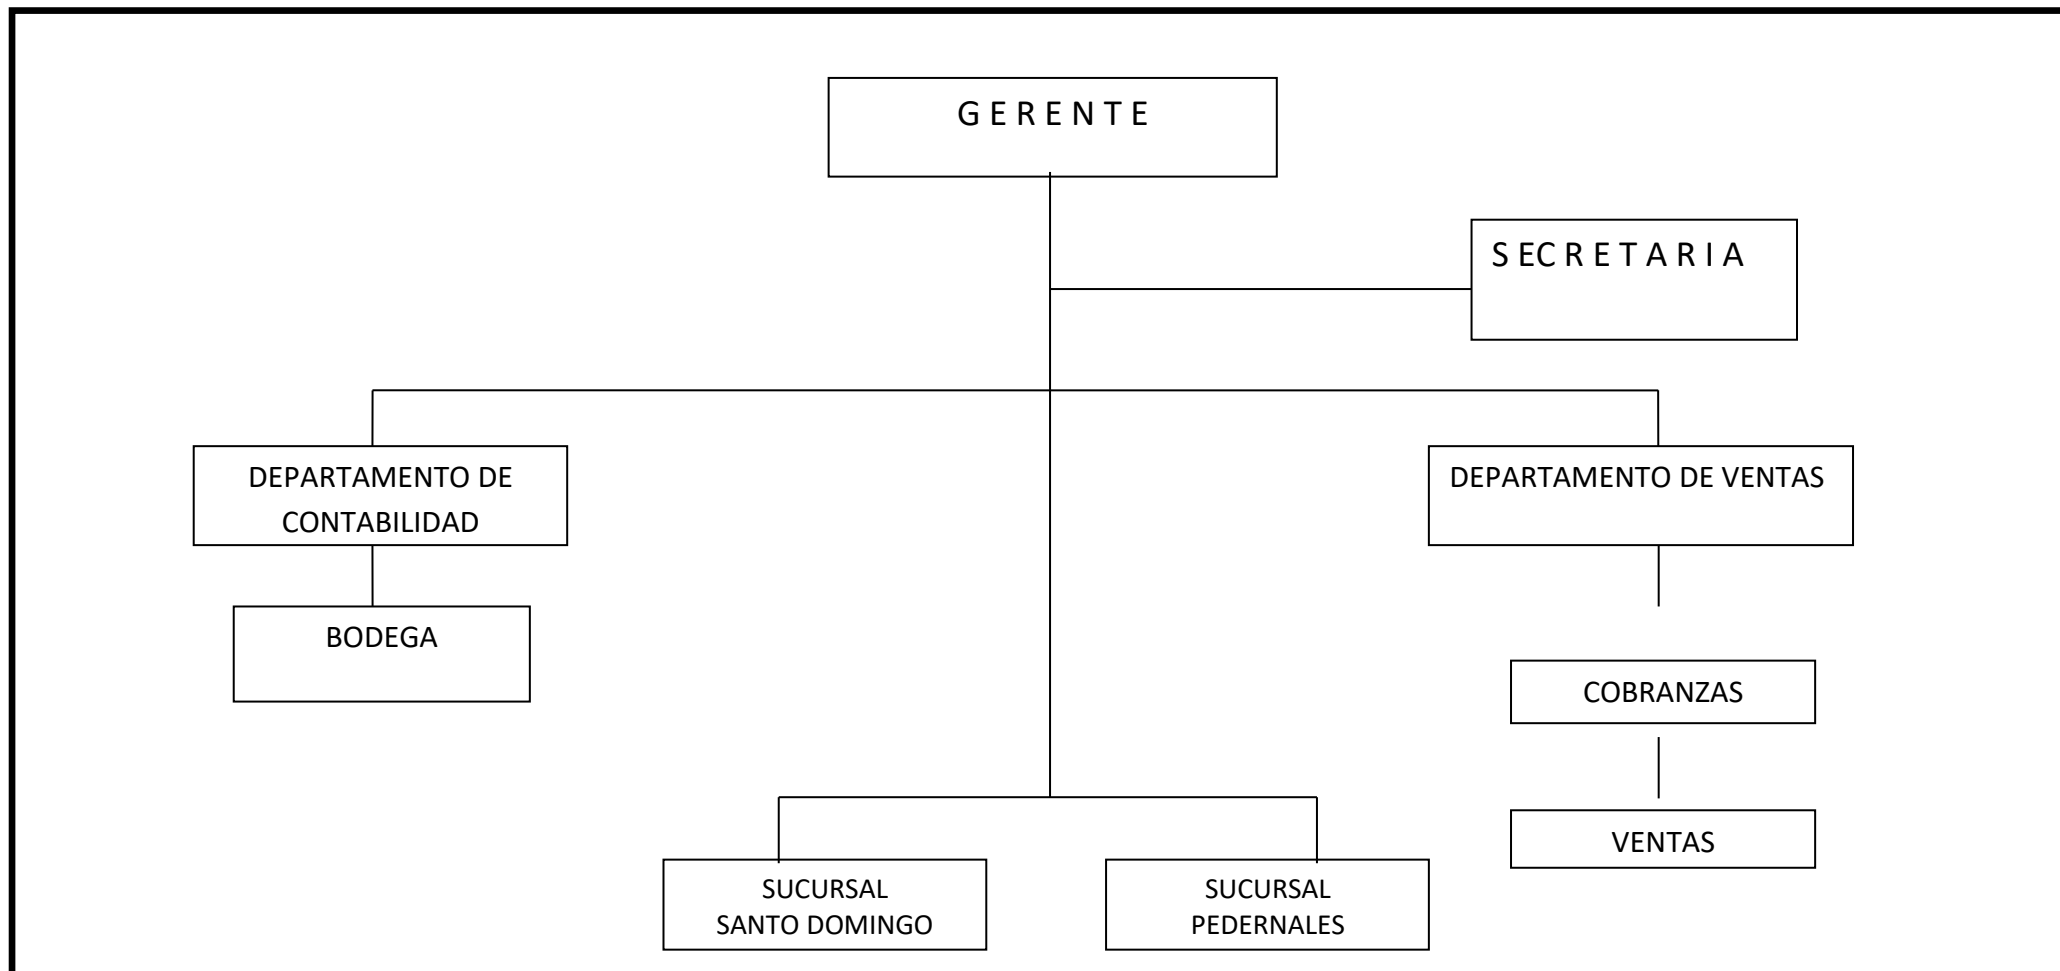 G E R E N T E
S EC R E T A R I A
DEPARTAMENTO DE
CONTABILIDAD
DEPARTAMENTO DE VENTAS
BODEGA
COBRANZAS
VENTAS
SUCURSAL
SANTO DOMINGO
SUCURSAL
PEDERNALES